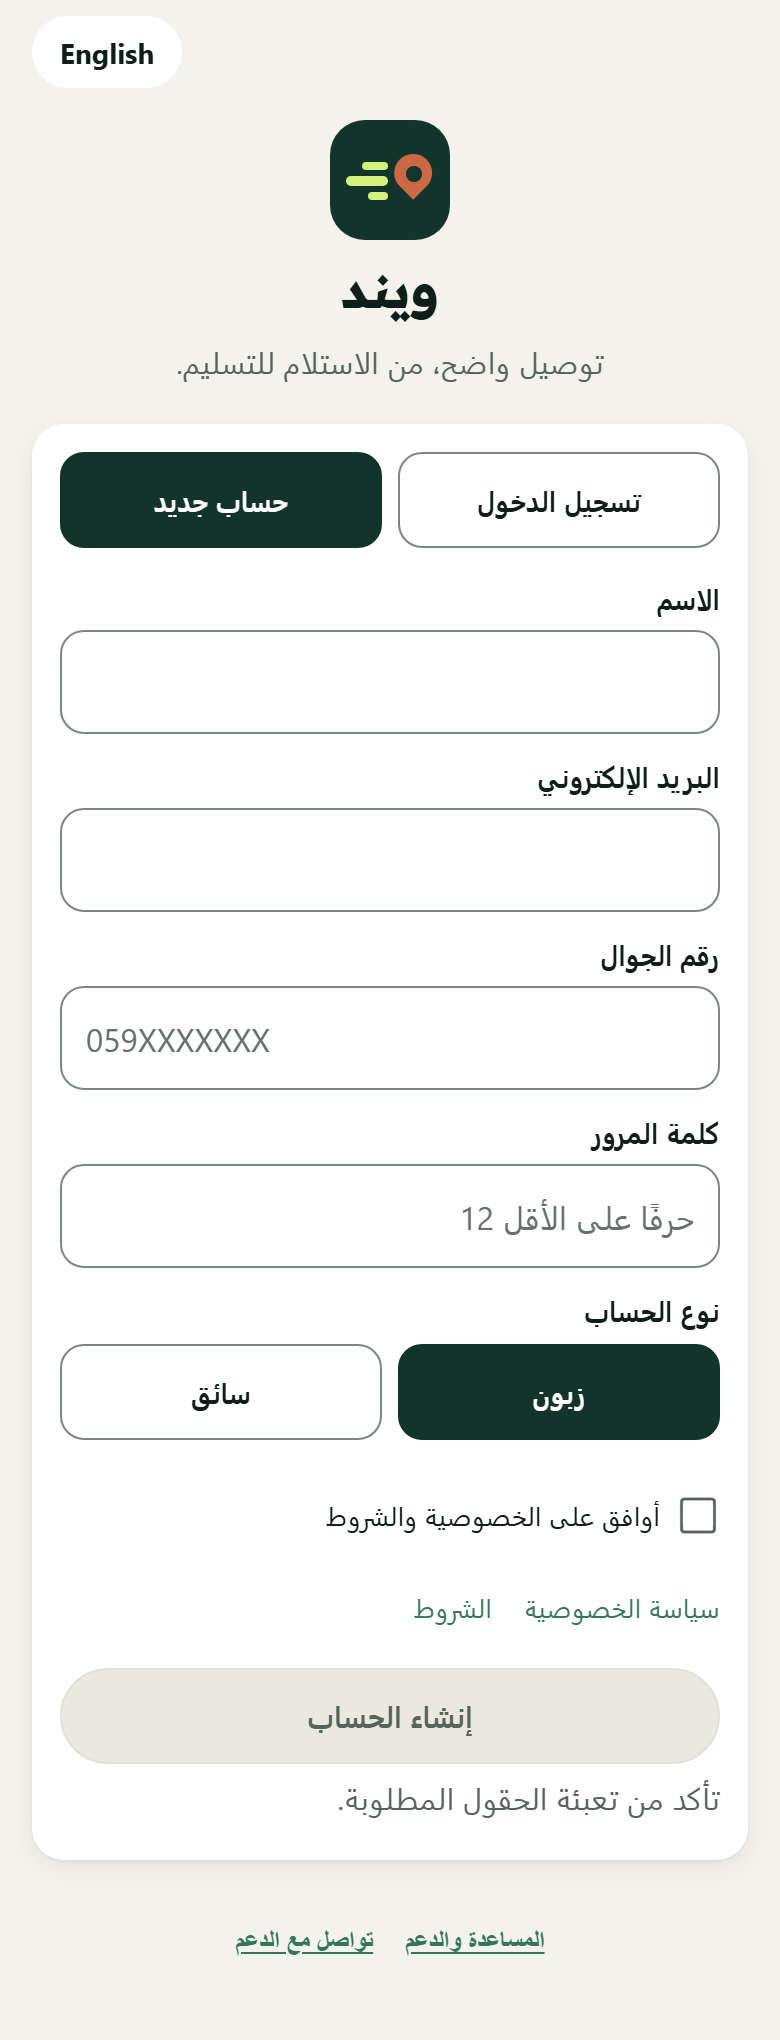 English
ويند
توصيل واضح، من الاستلام للتسليم.
تسجيل الدخول
حساب جديد
الاسم
البريد الإلكتروني
رقم الجوال
059XXXXXXX
كلمة المرور
حرفًا على الأقل 12
نوع الحساب
زبون
سائق
أوافق على الخصوصية والشروط
سياسة الخصوصية الشروط
إنشاء الحساب
تأكد من تعبئة الحقول المطلوبة.
المساعدة والدعم تواصل مع الدعم